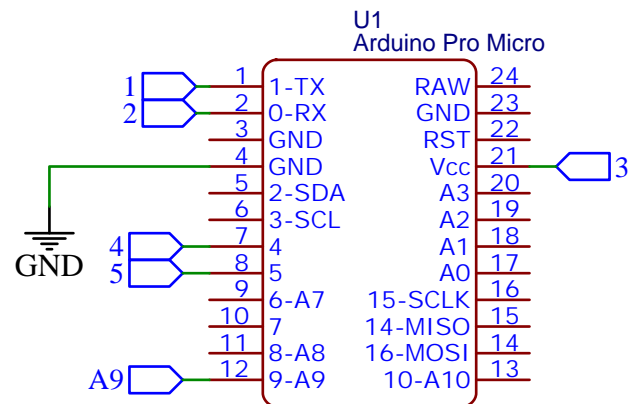 U1
Arduino Pro Micro
1 1 1-TX RAW 24
2 2 0-RX GND 23
3 GND RST 22
4 GND Vcc 21 3
5 2-SDA A3 20
6 3-SCL A2 19
4 7 4 A1 18
5 8 5 A0 17
GND
9 6-A7 15-SCLK 16
10 7 14-MISO 15
11 8-A8 16-MOSI 14
A9 12 9-A9 10-A10 13